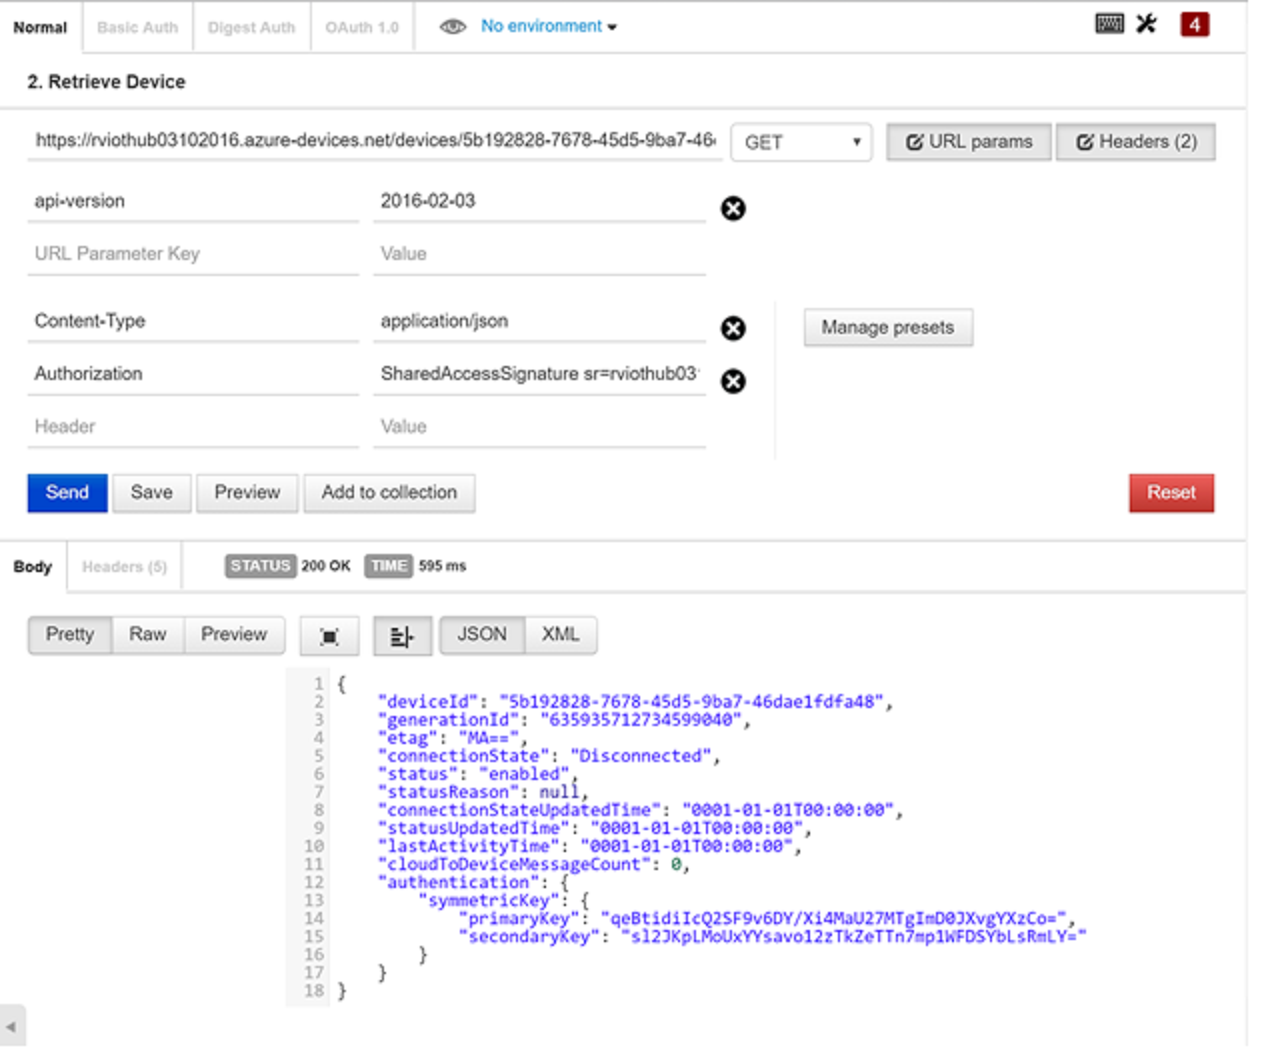 Normal Basic Auth Digest Auth OAuth 1.0 No environment 4
2. Retrieve Device
https://rviothub03102016.azure-devices.net/devices/5b192828-7678-45d5-9ba7-46 GET URL params Headers (2)
api-version 2016-02-03
URL Parameter Key Value
Content-Type application/json Manage presets
Authorization SharedAccessSignature sr=rviothub03
Header Value
Send Save Preview Add to collection Reset
Body Headers (5) STATUS 200 OK TIME 595 ms
Pretty Raw Preview JSON XML
1 {
2 "deviceId": "5b192828-7678-45d5-9ba7-46dae1fdfa48",
3 "generationId": "635935712734599040",
4 "etag": "MA==",
5 "connectionState": "Disconnected",
6 "status": "enabled",
7 "statusReason": null,
8 "connectionStateUpdatedTime": "0001-01-01T00:00:00",
9 "statusUpdatedTime": "0001-01-01T00:00:00",
10 "lastActivityTime": "0001-01-01T00:00:00",
11 "cloudToDeviceMessageCount": 0,
12 "authentication": {
13 "symmetricKey": {
14 "primaryKey": "qeBtidiIcQ2SF9v6DY/Xi4MaU27MTgImD0JXvgYXzCo=",
15 "secondaryKey": "sl2JKpLMoUxYYsavo12zTkZeTTn7mp1WFDSYbLsRmLY="
16 }
17 }
18 }